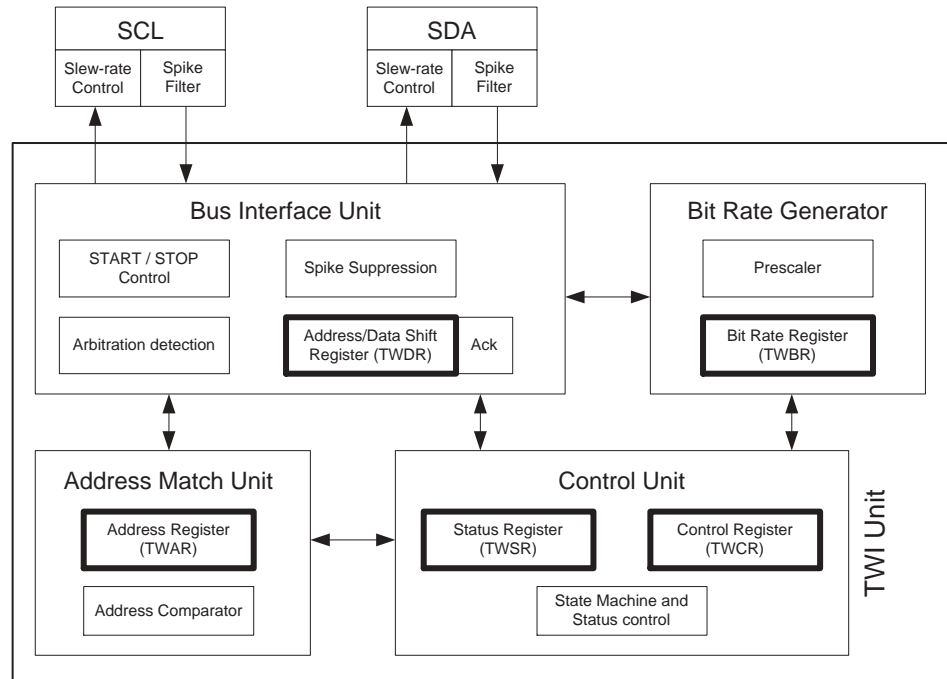 SCL
Slew-rate
Control
Spike
Filter
SDA
Slew-rate
Control
Spike
Filter
Bus Interface Unit
START / STOP
Control
Spike Suppression
Arbitration detection
Address/Data Shift
Register (TWDR)
Ack
Bit Rate Generator
Prescaler
Bit Rate Register
(TWBR)
Address Match Unit
Address Register
(TWAR)
Address Comparator
Control Unit
Status Register
(TWSR)
Control Register
(TWCR)
State Machine and
Status control
TWI Unit